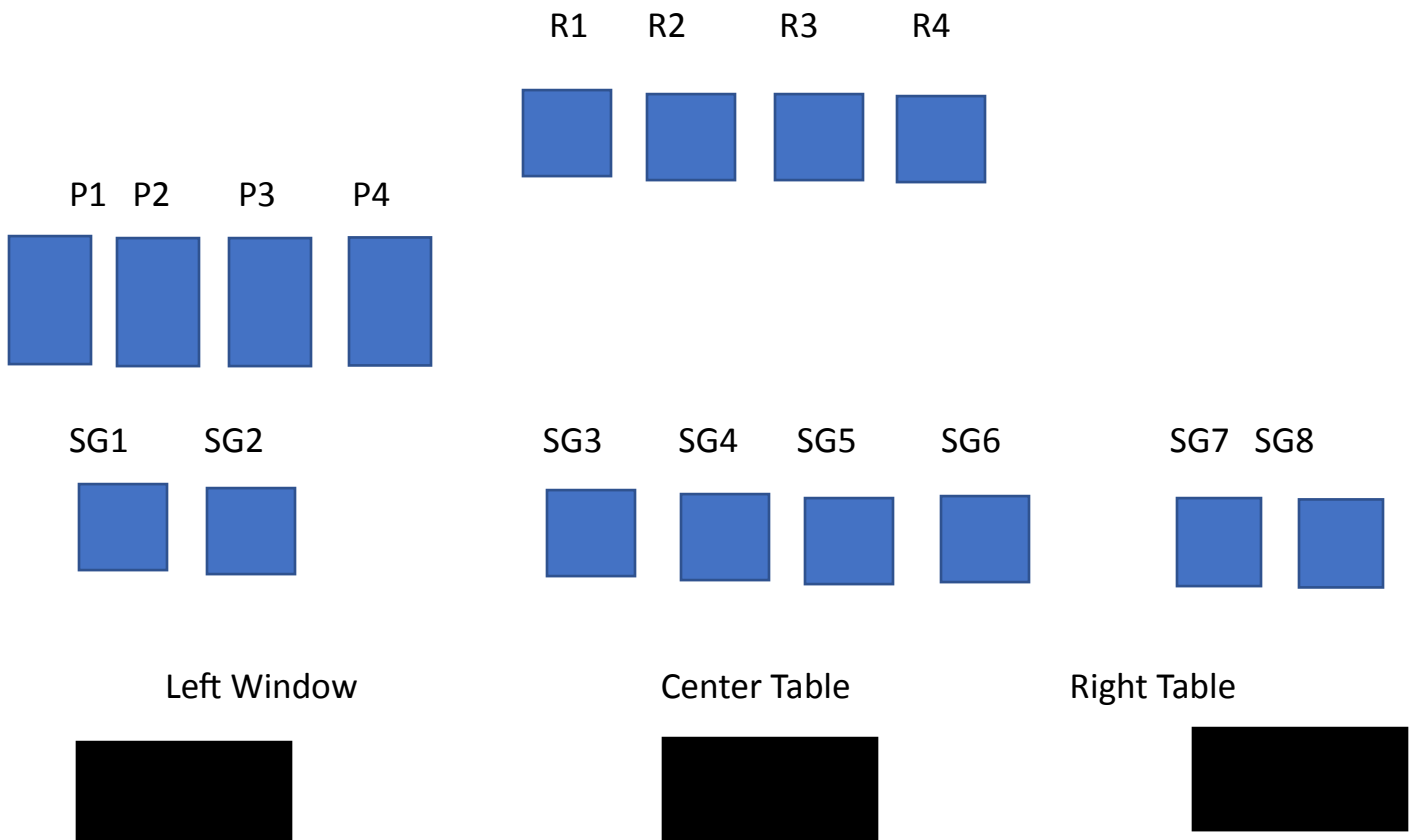 R1 R2 R3 R4
P1 P2 P3 P4
SG1 SG2 SG3 SG4 SG5 SG6 SG7 SG8
Left Window Center Table Right Table